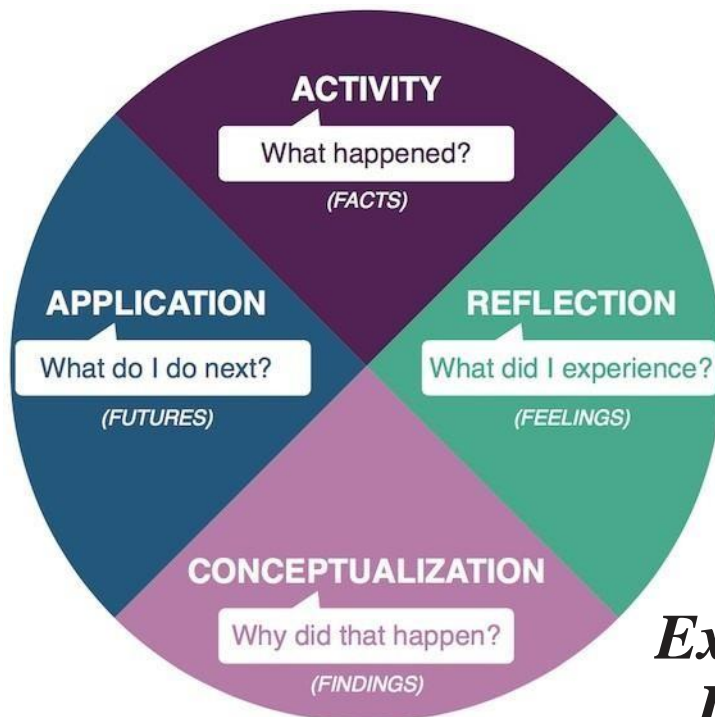 ACTIVITY
What happened?
(FACTS)
APPLICATION
What do I do next?
(FUTURES)
REFLECTION
What did I experience?
(FEELINGS)
CONCEPTUALIZATION
Why did that happen?
(FINDINGS)